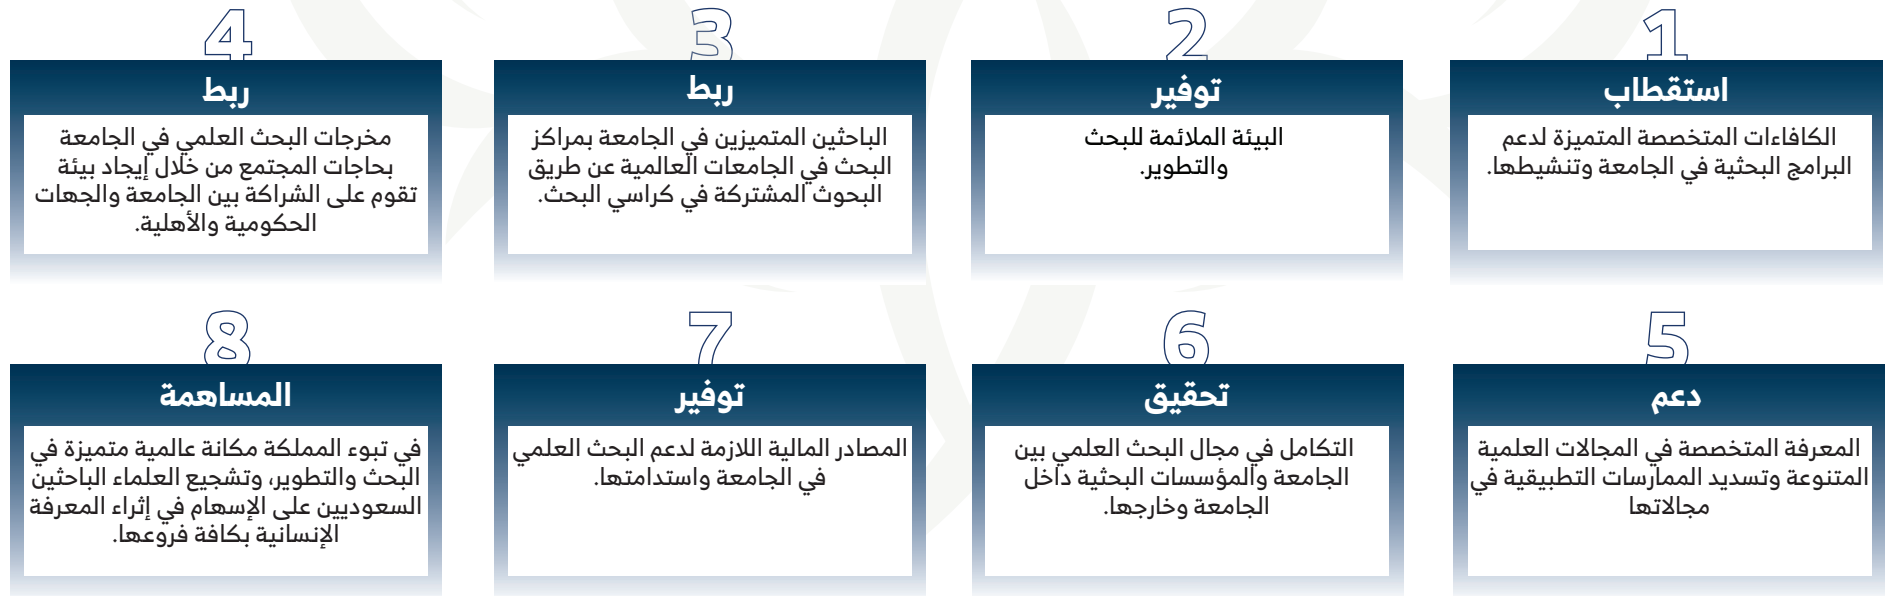 1
استقطاب
الكافاءات المتخصصة المتميزة لدعم
البرامج البحثية في الجامعة وتنشيطها.
2
توفير
البيئة الملائمة للبحث
والتطوير.
3
ربط
الباحثين المتميزين في الجامعة بمراكز
البحث في الجامعات العالمية عن طريق
البحوث المشتركة في كراسي البحث.
4
ربط
مخرجات البحث العلمي في الجامعة
بحاجات المجتمع من خلال إيجاد بيئة
تقوم على الشراكة بين الجامعة والجهات
الحكومية والأهلية.
5
دعم
المعرفة المتخصصة في المجالات العلمية
المتنوعة وتسديد الممارسات التطبيقية في
مجالاتها
6
تحقيق
التكامل في مجال البحث العلمي بين
الجامعة والمؤسسات البحثية داخل
الجامعة وخارجها.
7
توفير
المصادر المالية اللازمة لدعم البحث العلمي
في الجامعة واستدامتها.
8
المساهمة
في تبوء المملكة مكانة عالمية متميزة في
البحث والتطوير، وتشجيع العلماء الباحثين
السعوديين على الإسهام في إثراء المعرفة
الإنسانية بكافة فروعها.